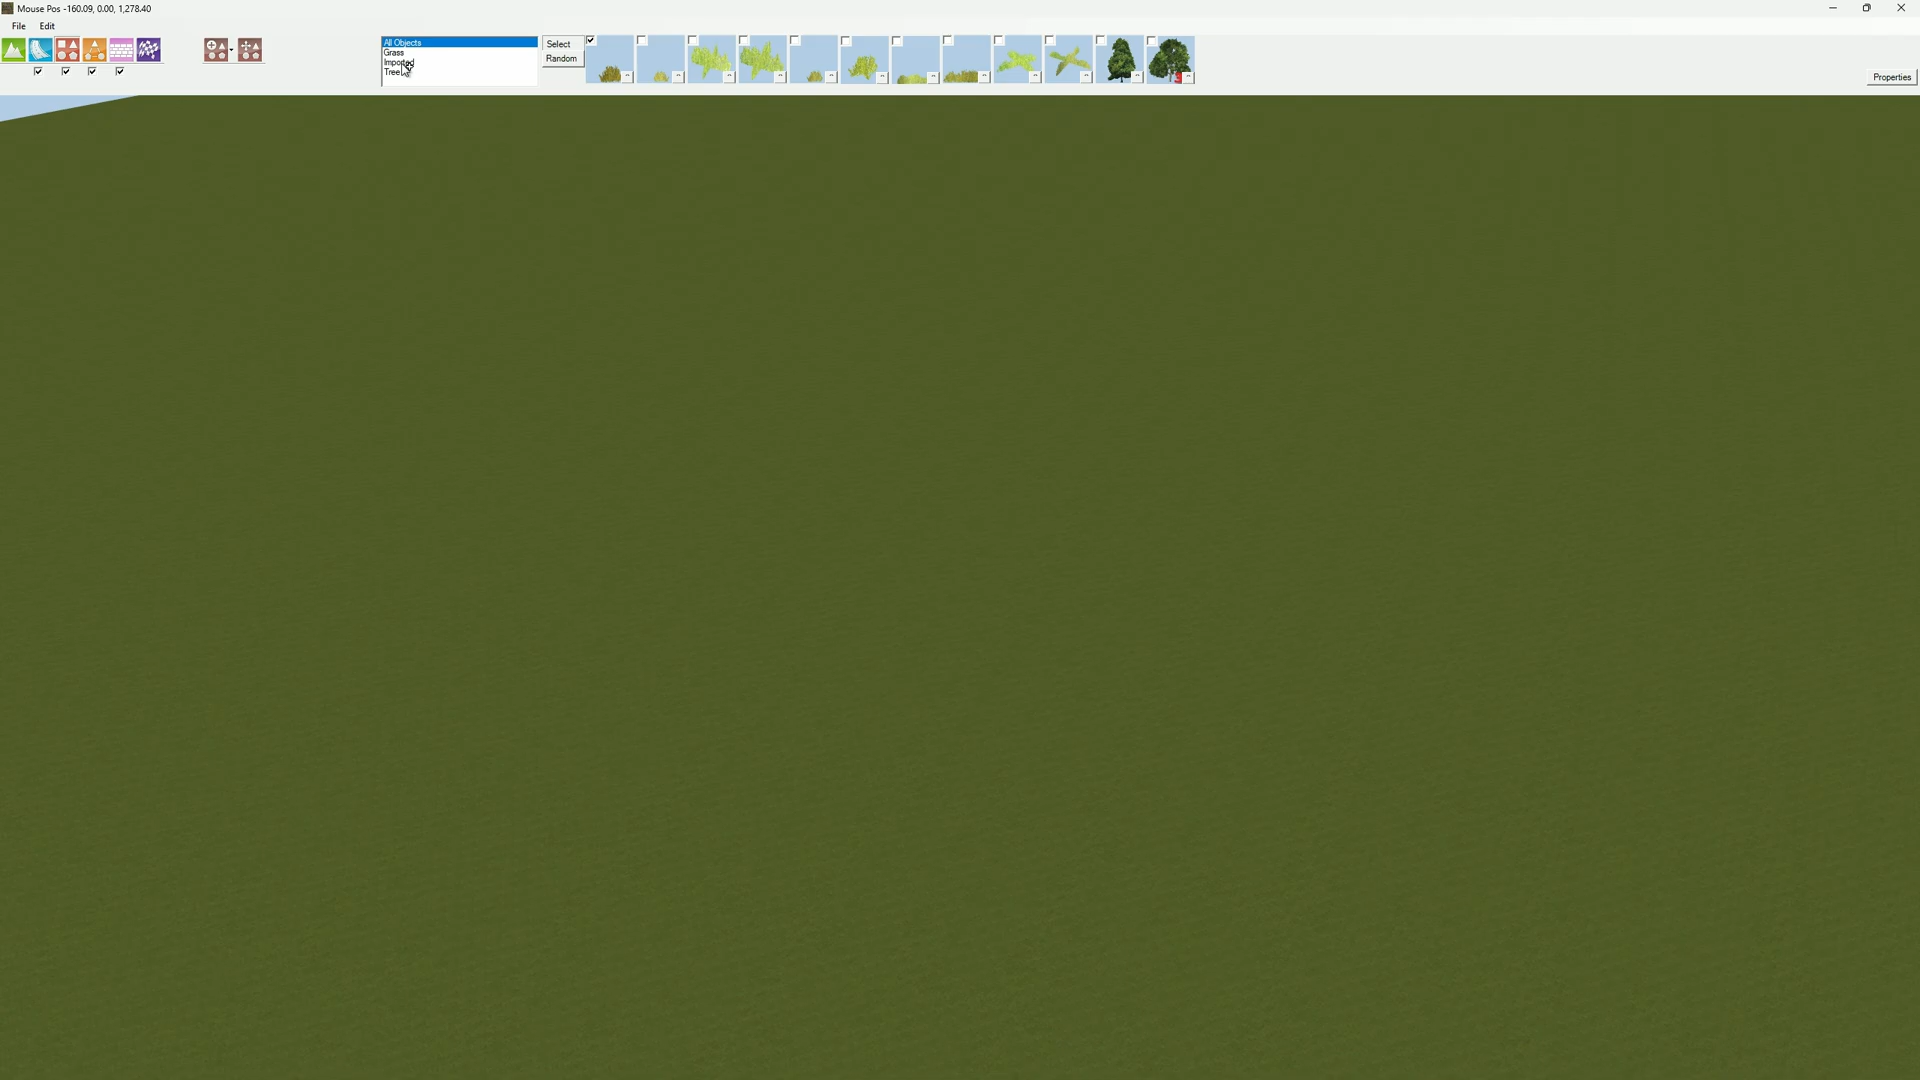 Mouse Pos -160.09, 0.00, 1,278.40
File Edit
All Objects
Grass
Imported
Tree
Select
Random
Properties